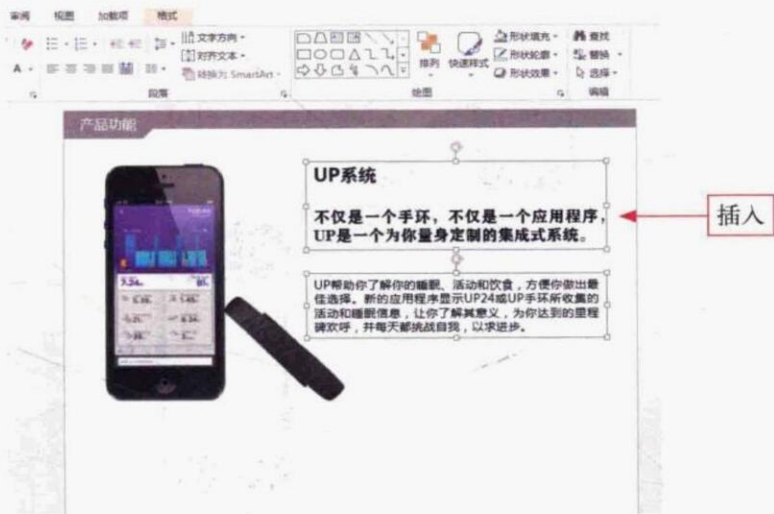 审阅 视图 加载项 格式
文字方向 形状填充 查找
对齐文本 排列 快速样式 形状轮廓 替换
转换为 SmartArt 形状效果 选择
段落 绘图 编辑
产品功能
UP系统
不仅是一个手环，不仅是一个应用程序，
UP是一个为你量身定制的集成式系统。
插入
UP帮助你了解你的睡眠、活动和饮食，方便你做出最
佳选择。新的应用程序显示UP24或UP手环所收集的
活动和睡眠信息，让你了解其意义，为你达到的里程
碑欢呼，并每天都挑战自我，以求进步。